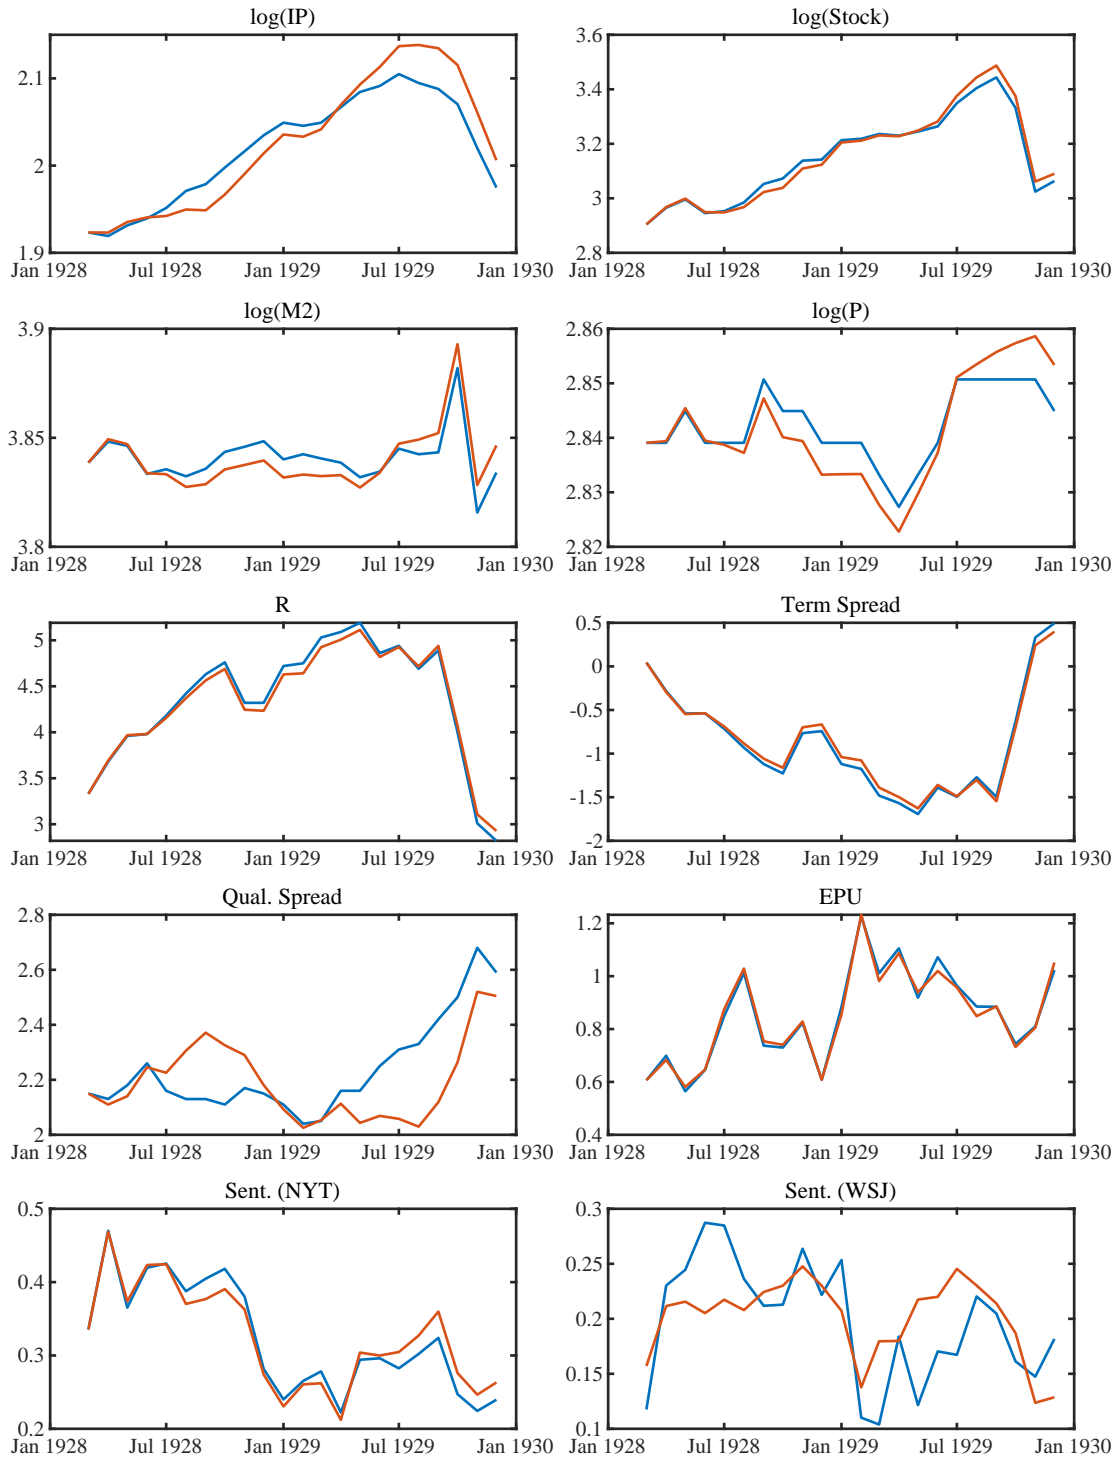 log(IP)
2.1
2
1.9
Jan 1928 Jul 1928 Jan 1929 Jul 1929 Jan 1930
log(Stock)
3.6
3.4
3.2
3
2.8
Jan 1928 Jul 1928 Jan 1929 Jul 1929 Jan 1930
log(M2)
3.9
3.85
3.8
Jan 1928 Jul 1928 Jan 1929 Jul 1929 Jan 1930
log(P)
2.86
2.85
2.84
2.83
2.82
Jan 1928 Jul 1928 Jan 1929 Jul 1929 Jan 1930
R
5
4.5
4
3.5
3
Jan 1928 Jul 1928 Jan 1929 Jul 1929 Jan 1930
Term Spread
0.5
0
-0.5
-1
-1.5
-2
Jan 1928 Jul 1928 Jan 1929 Jul 1929 Jan 1930
Qual. Spread
2.8
2.6
2.4
2.2
2
Jan 1928 Jul 1928 Jan 1929 Jul 1929 Jan 1930
EPU
1.2
1
0.8
0.6
0.4
Jan 1928 Jul 1928 Jan 1929 Jul 1929 Jan 1930
Sent. (NYT)
0.5
0.4
0.3
0.2
Jan 1928 Jul 1928 Jan 1929 Jul 1929 Jan 1930
Sent. (WSJ)
0.3
0.25
0.2
0.15
0.1
Jan 1928 Jul 1928 Jan 1929 Jul 1929 Jan 1930